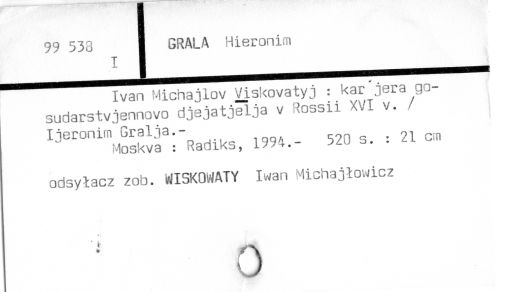 99 538
I
GRALA Hieronim
Ivan Michajlov Viskovatyj : kar´jera go-
sudarstvjennovo djejatjelja v Rossii XVI v. /
Ijeronim Gralja.-
Moskva : Radiks, 1994.- 520 s. : 21 cm
odsyłacz zob. WISKOWATY Iwan Michajłowicz